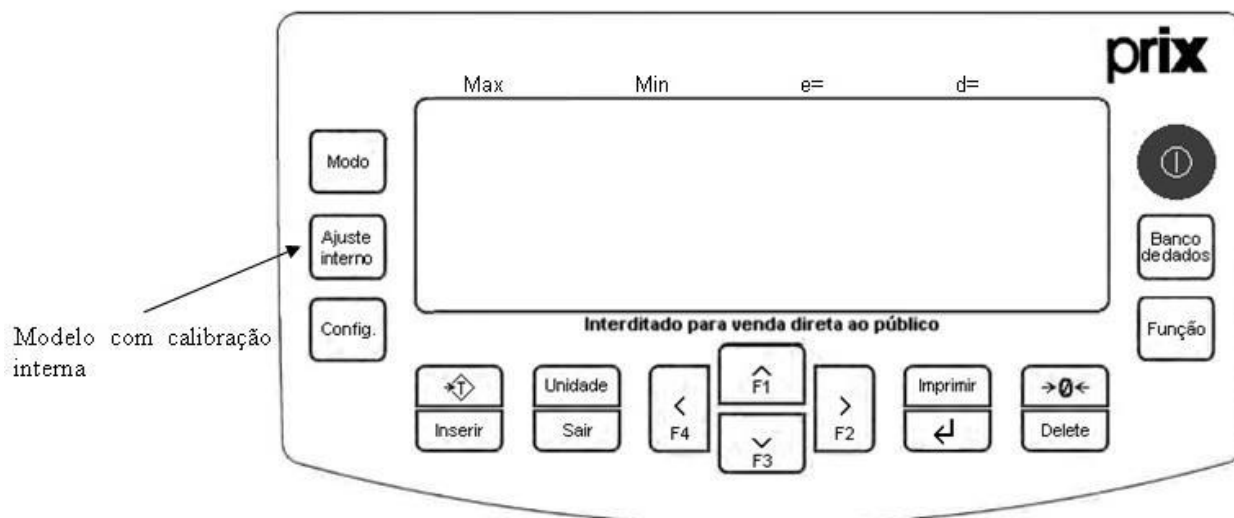 prix
Max Min e= d=
Modo
Ajuste
interno
Banco
de dados
Modelo com calibração
interna
Config.
Interditado para venda direta ao público
Função
T Unidade < ^ > Imprimir →0←
F1
Inserir Sair F4 F2 ↵ Delete
˅
F3